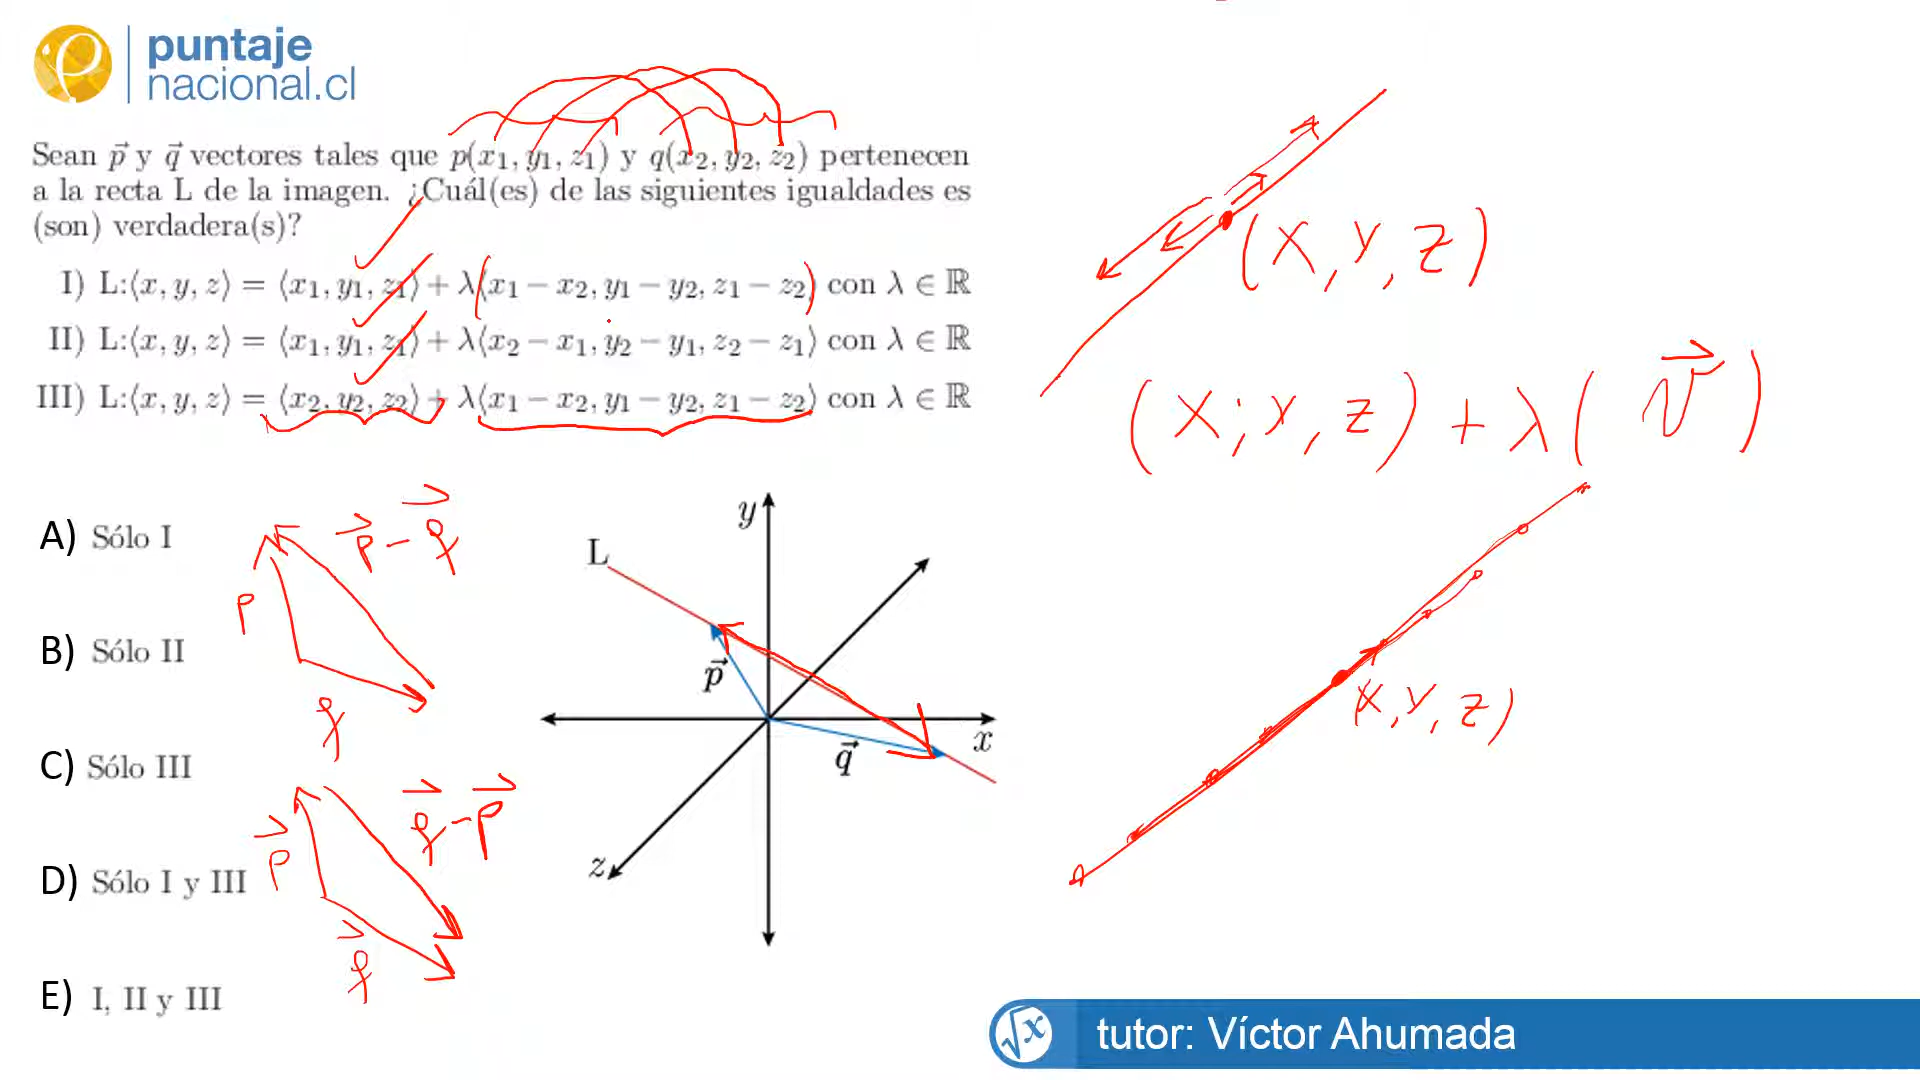 puntaje
nacional.cl
Sean p⃗ y q⃗ vectores tales que p(x₁, y₁, z₁) y q(x₂, y₂, z₂) pertenecen
a la recta L de la imagen. ¿Cuál(es) de las siguientes igualdades es
(son) verdadera(s)?
I) L:⟨x, y, z⟩ = ⟨x₁, y₁, z₁⟩ + λ⟨x₁ − x₂, y₁ − y₂, z₁ − z₂⟩ con λ ∈ ℝ
II) L:⟨x, y, z⟩ = ⟨x₁, y₁, z₁⟩ + λ⟨x₂ − x₁, y₂ − y₁, z₂ − z₁⟩ con λ ∈ ℝ
III) L:⟨x, y, z⟩ = ⟨x₂, y₂, z₂⟩ + λ⟨x₁ − x₂, y₁ − y₂, z₁ − z₂⟩ con λ ∈ ℝ
A) Sólo I
B) Sólo II
C) Sólo III
D) Sólo I y III
E) I, II y III
p⃗ − q⃗
p
q
q⃗ − p⃗
p⃗
q⃗
y
L
p⃗
q⃗
x
z
(x, y, z)
(x; y, z) + λ(v⃗)
(x, y, z)
√x
tutor: Víctor Ahumada